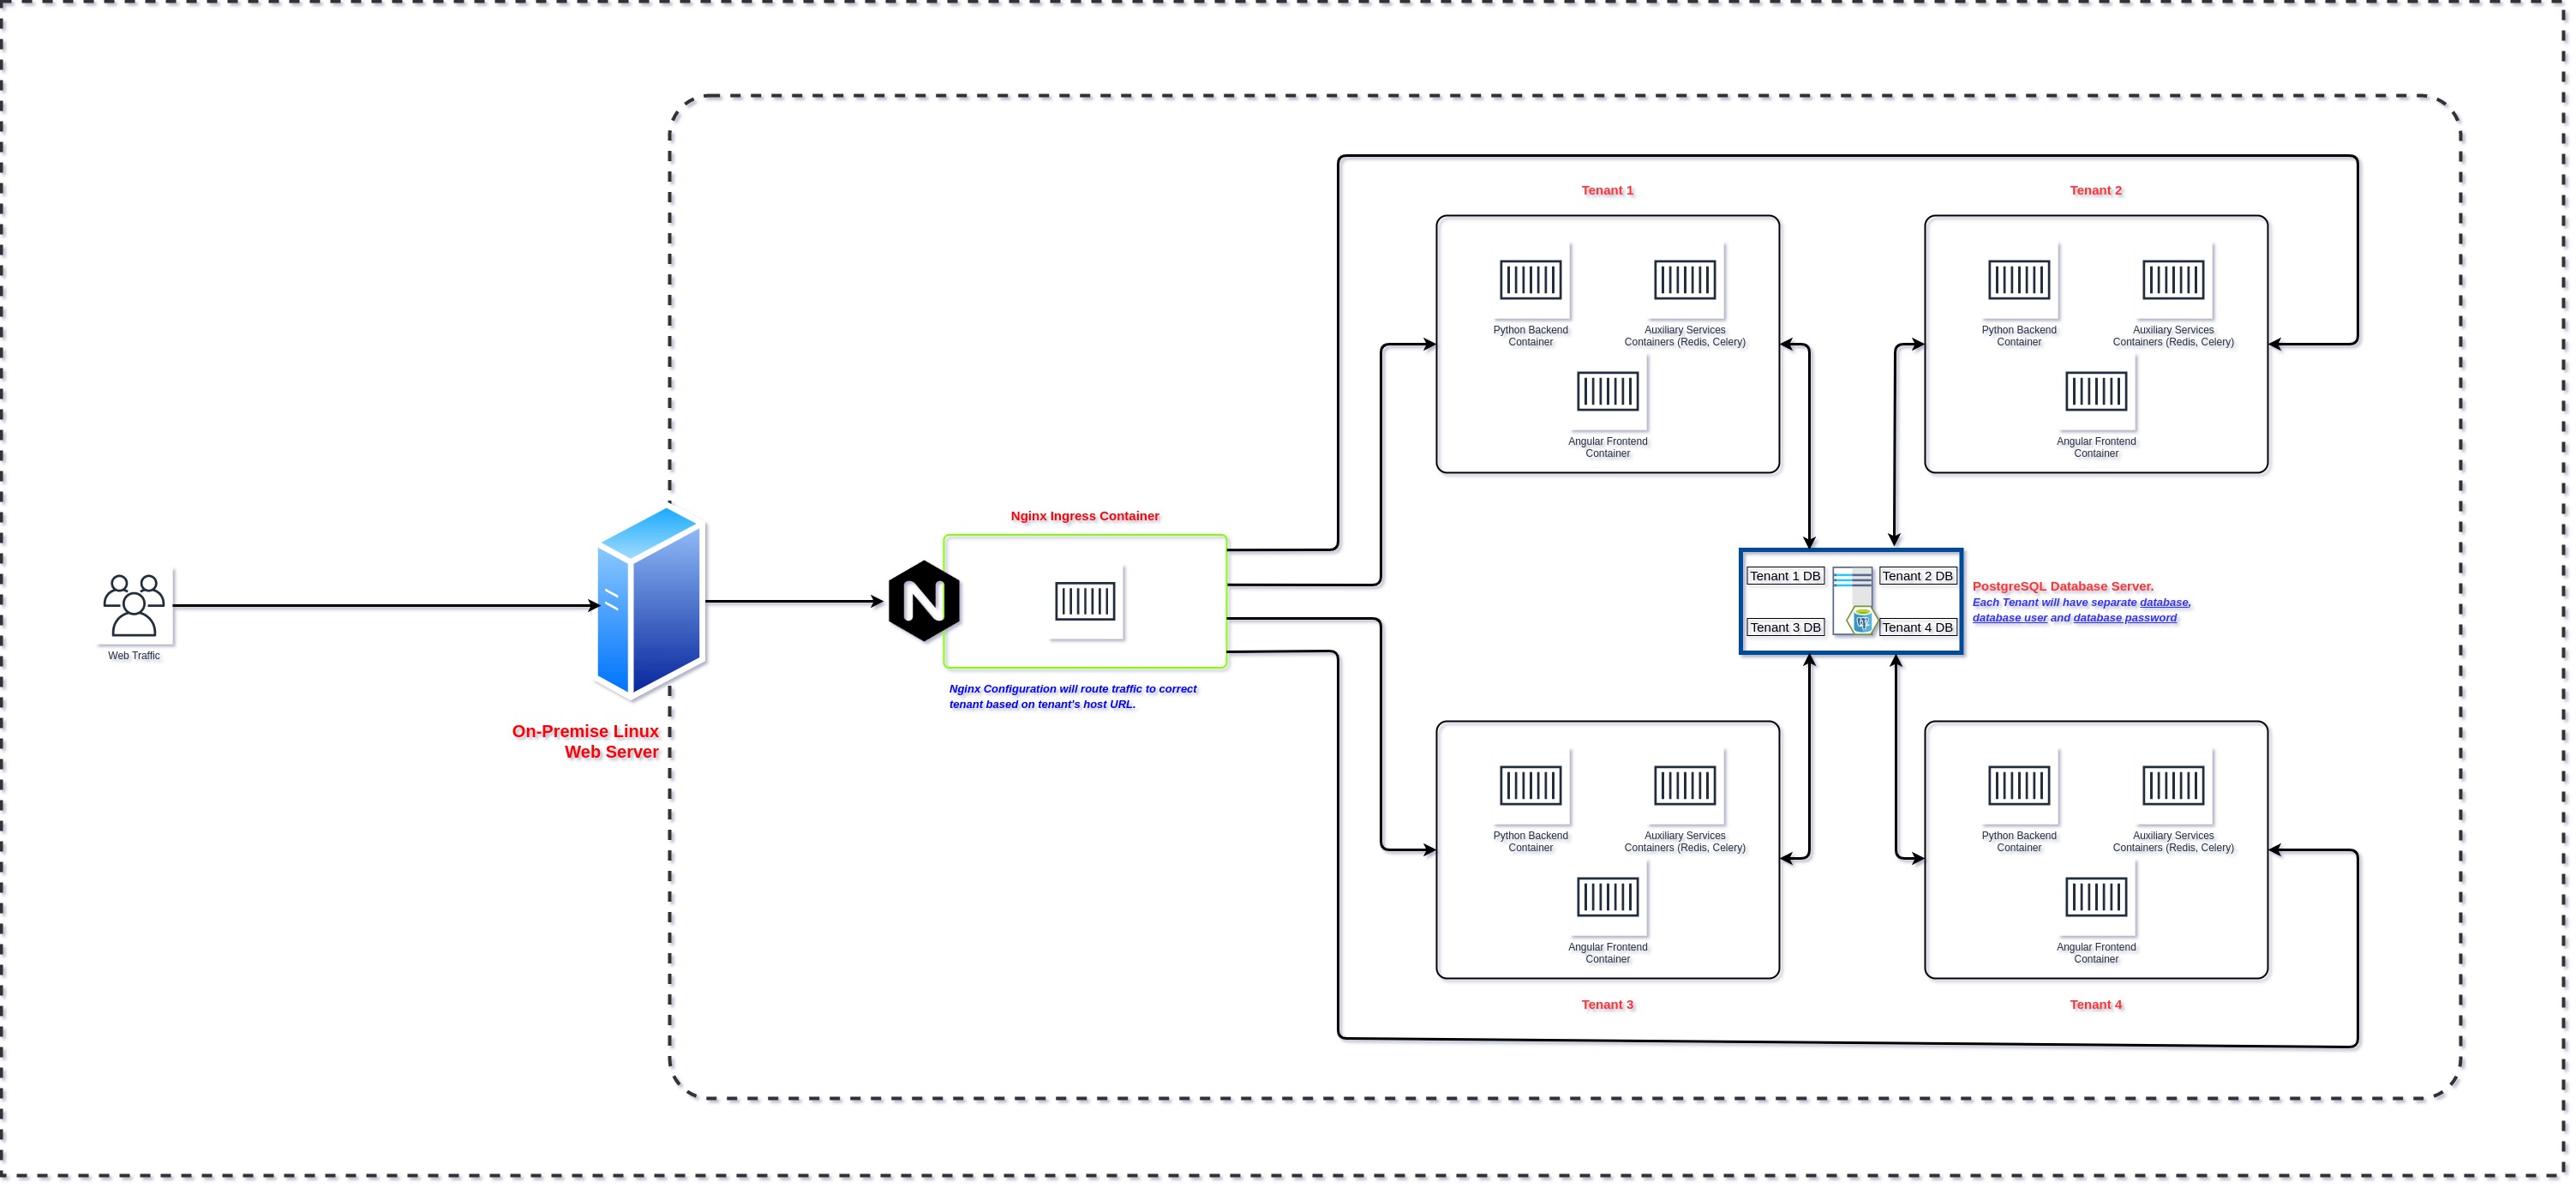 Tenant 1
Tenant 2
Python Backend
Container
Auxiliary Services
Containers (Redis, Celery)
Angular Frontend
Container
Python Backend
Container
Auxiliary Services
Containers (Redis, Celery)
Angular Frontend
Container
Web Traffic
On-Premise Linux
Web Server
Nginx Ingress Container
N
Nginx Configuration will route traffic to correct
tenant based on tenant's host URL.
Tenant 1 DB
Tenant 2 DB
Tenant 3 DB
Tenant 4 DB
PostgreSQL Database Server.
Each Tenant will have separate database,
database user and database password
Python Backend
Container
Auxiliary Services
Containers (Redis, Celery)
Angular Frontend
Container
Python Backend
Container
Auxiliary Services
Containers (Redis, Celery)
Angular Frontend
Container
Tenant 3
Tenant 4